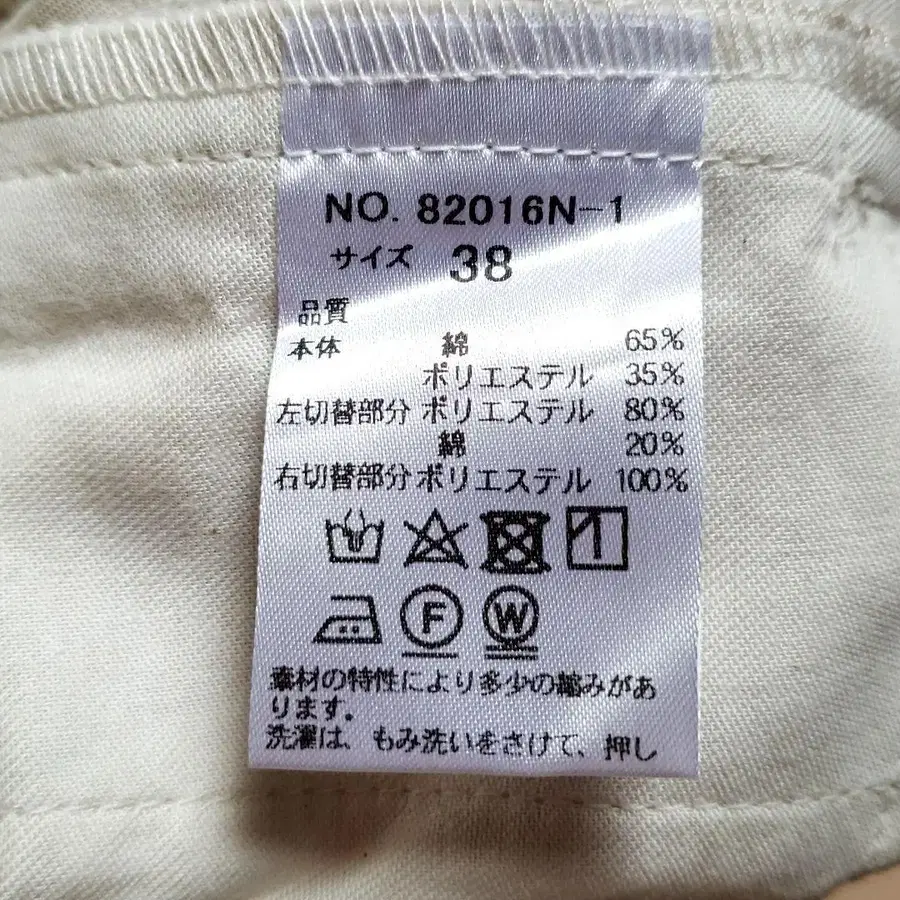 NO. 82016N-1
サイズ 38
品質
本体 綿 65%
ポリエステル 35%
左切替部分 ポリエステル 80%
綿 20%
右切替部分 ポリエステル 100%
F W
素材の特性により多少の縮みがあ
ります。
洗濯は、もみ洗いをさけて、押し